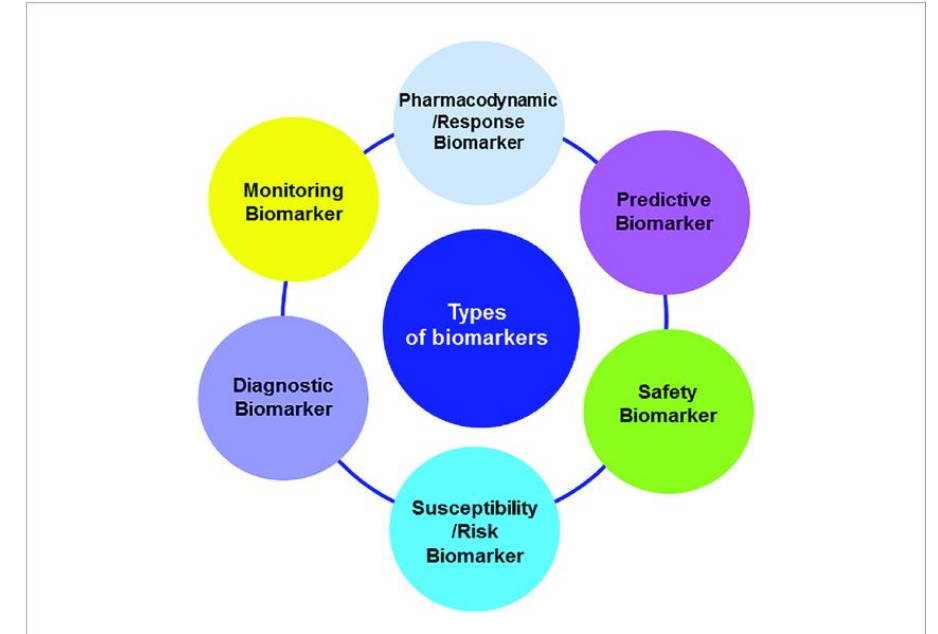 Pharmacodynamic
/Response
Biomarker
Monitoring
Biomarker
Predictive
Biomarker
Types
of biomarkers
Diagnostic
Biomarker
Safety
Biomarker
Susceptibility
/Risk
Biomarker